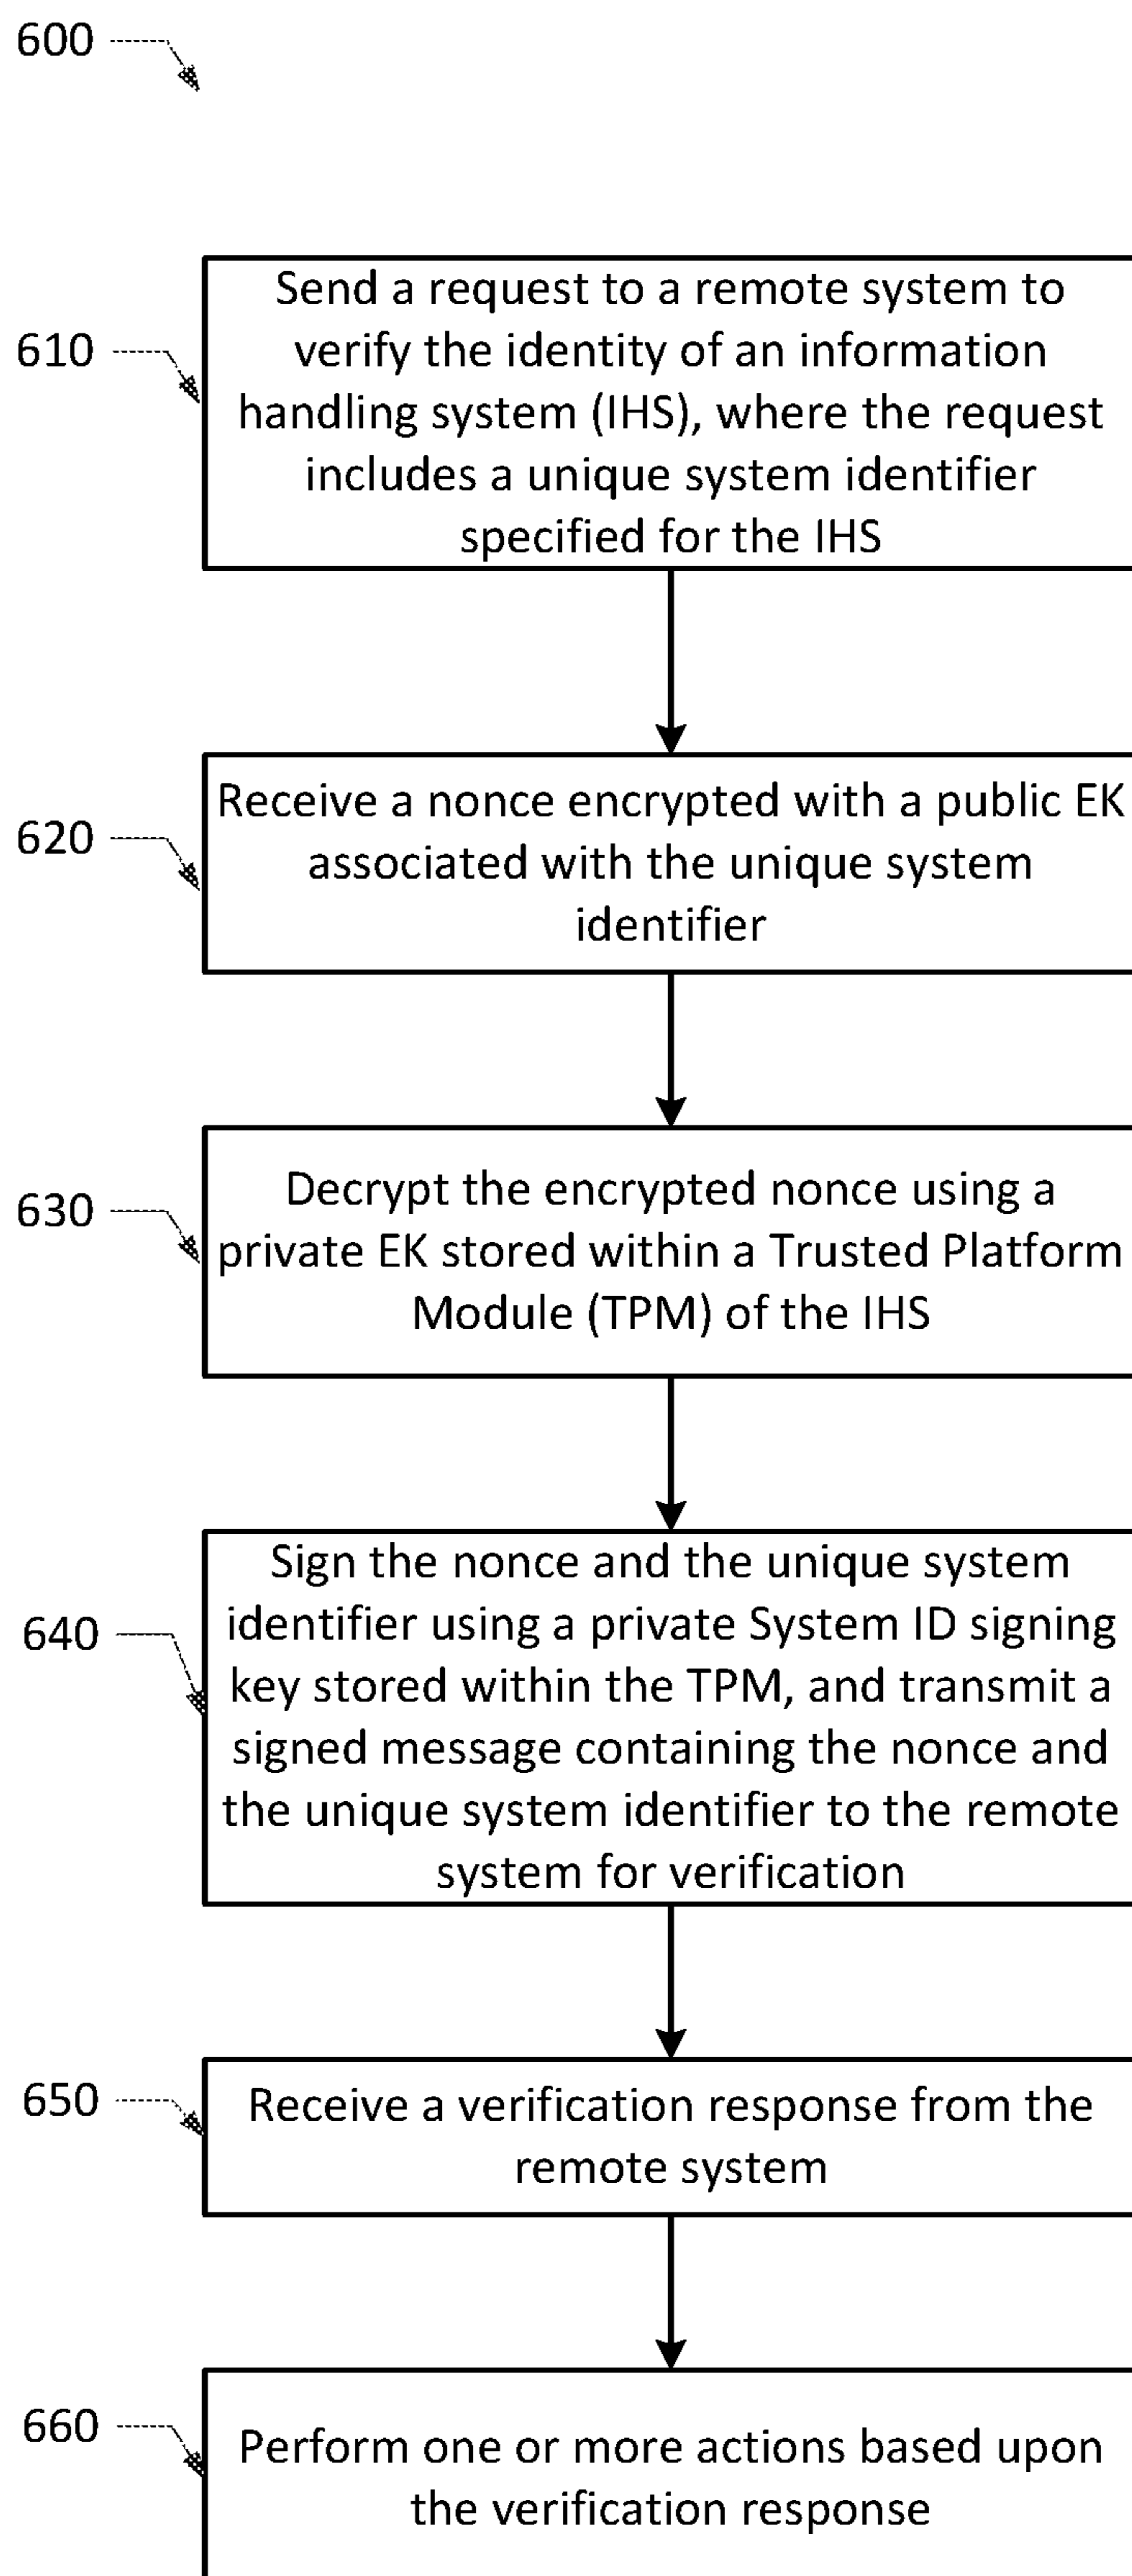 600
610
Send a request to a remote system to
verify the identity of an information
handling system (IHS), where the request
includes a unique system identifier
specified for the IHS
620
Receive a nonce encrypted with a public EK
associated with the unique system
identifier
630
Decrypt the encrypted nonce using a
private EK stored within a Trusted Platform
Module (TPM) of the IHS
640
Sign the nonce and the unique system
identifier using a private System ID signing
key stored within the TPM, and transmit a
signed message containing the nonce and
the unique system identifier to the remote
system for verification
650
Receive a verification response from the
remote system
660
Perform one or more actions based upon
the verification response